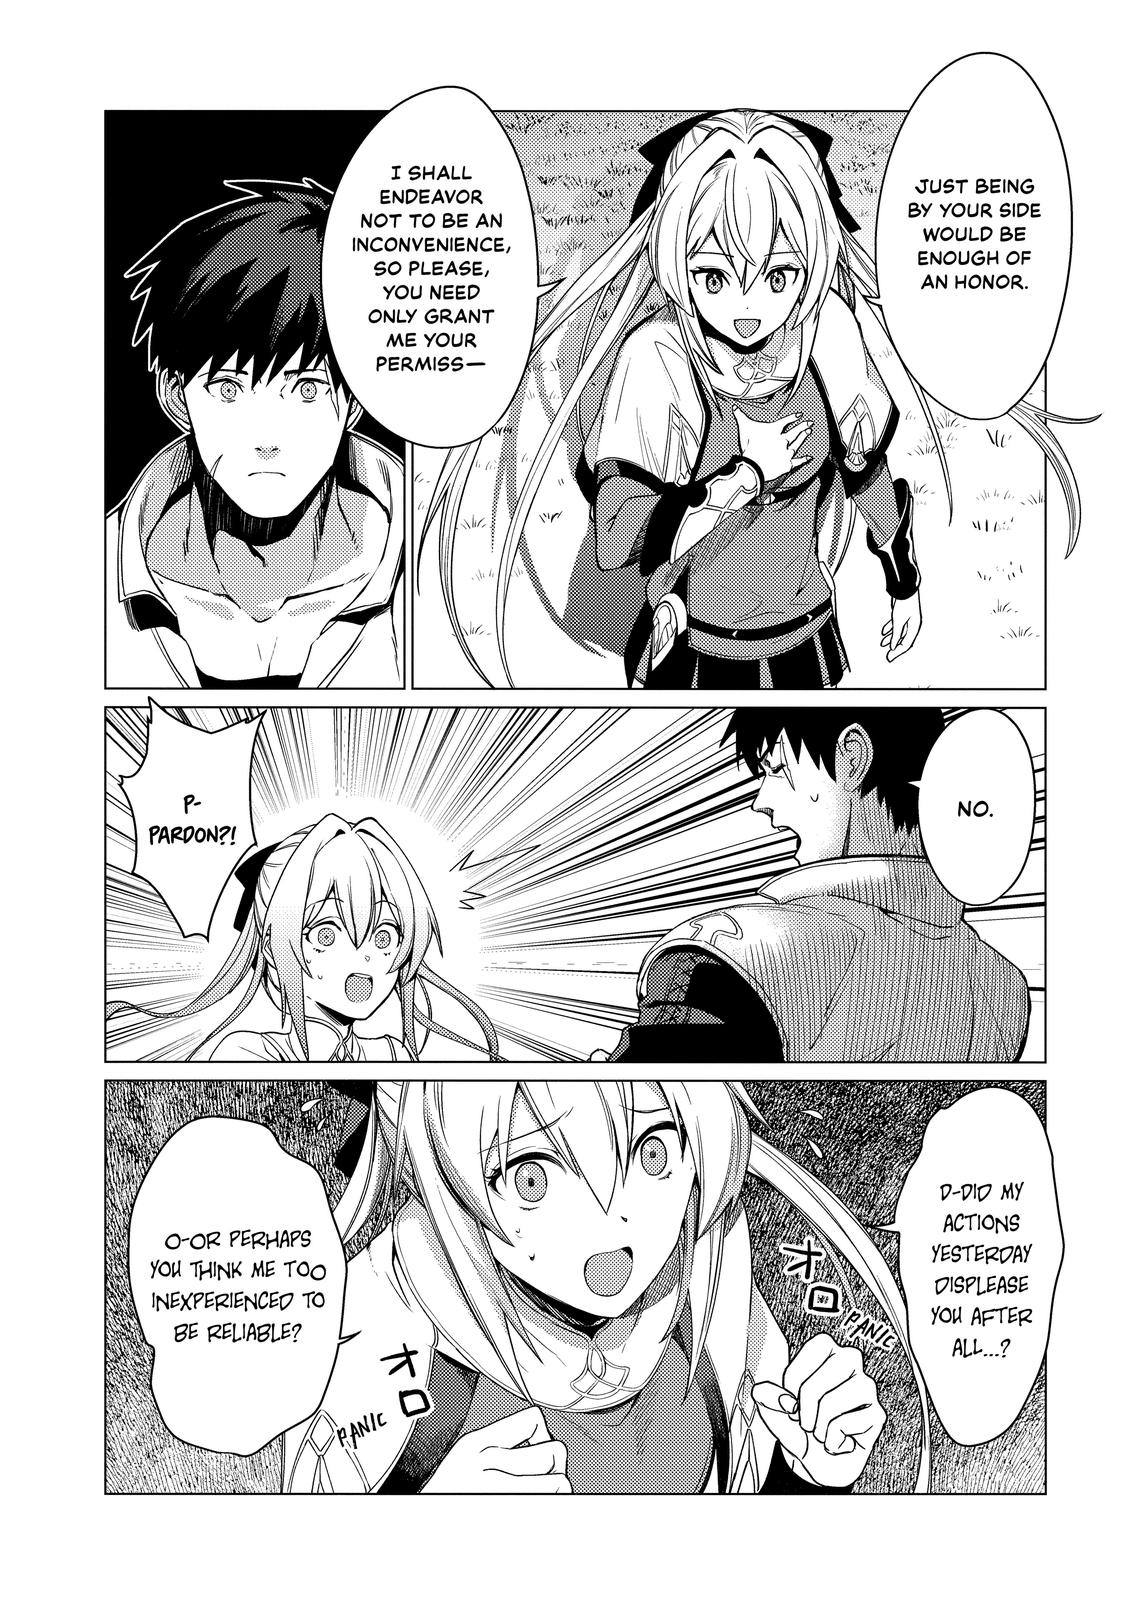 JUST BEING
BY YOUR SIDE
WOULD BE
ENOUGH OF
AN HONOR.
I SHALL
ENDEAVOR
NOT TO BE AN
INCONVENIENCE,
SO PLEASE,
YOU NEED
ONLY GRANT
ME YOUR
PERMISS—
NO.
P-
PARDON?!
D-DID MY
ACTIONS
YESTERDAY
DISPLEASE
YOU AFTER
ALL...?
オロ
PANIC
O-OR PERHAPS
YOU THINK ME TOO
INEXPERIENCED TO
BE RELIABLE?
オロ
PANIC